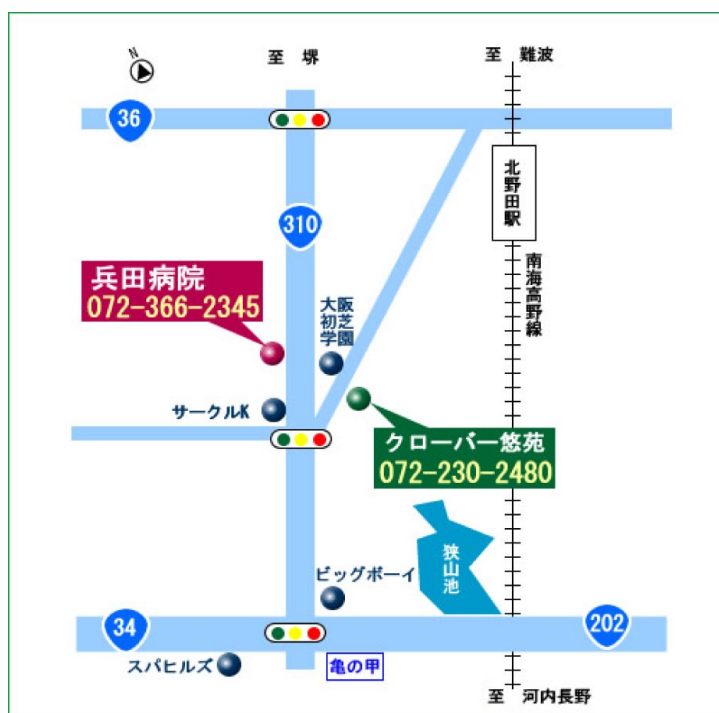 N
至 堺
至 難波
36
北野田駅
310
南海高野線
兵田病院
072-366-2345
大阪
初芝
学園
サークルK
クローバー悠苑
072-230-2480
狭山池
ビッグボーイ
34
202
スパヒルズ
亀の甲
至 河内長野